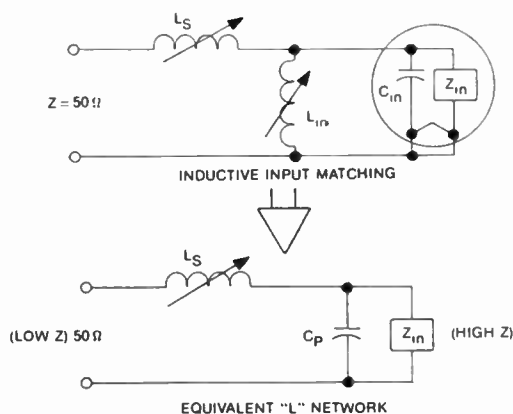 L_S
Z = 50 Ω
L_in
C_in
Z_in
INDUCTIVE INPUT MATCHING
L_S
(LOW Z) 50 Ω
C_P
Z_in
(HIGH Z)
EQUIVALENT "L" NETWORK